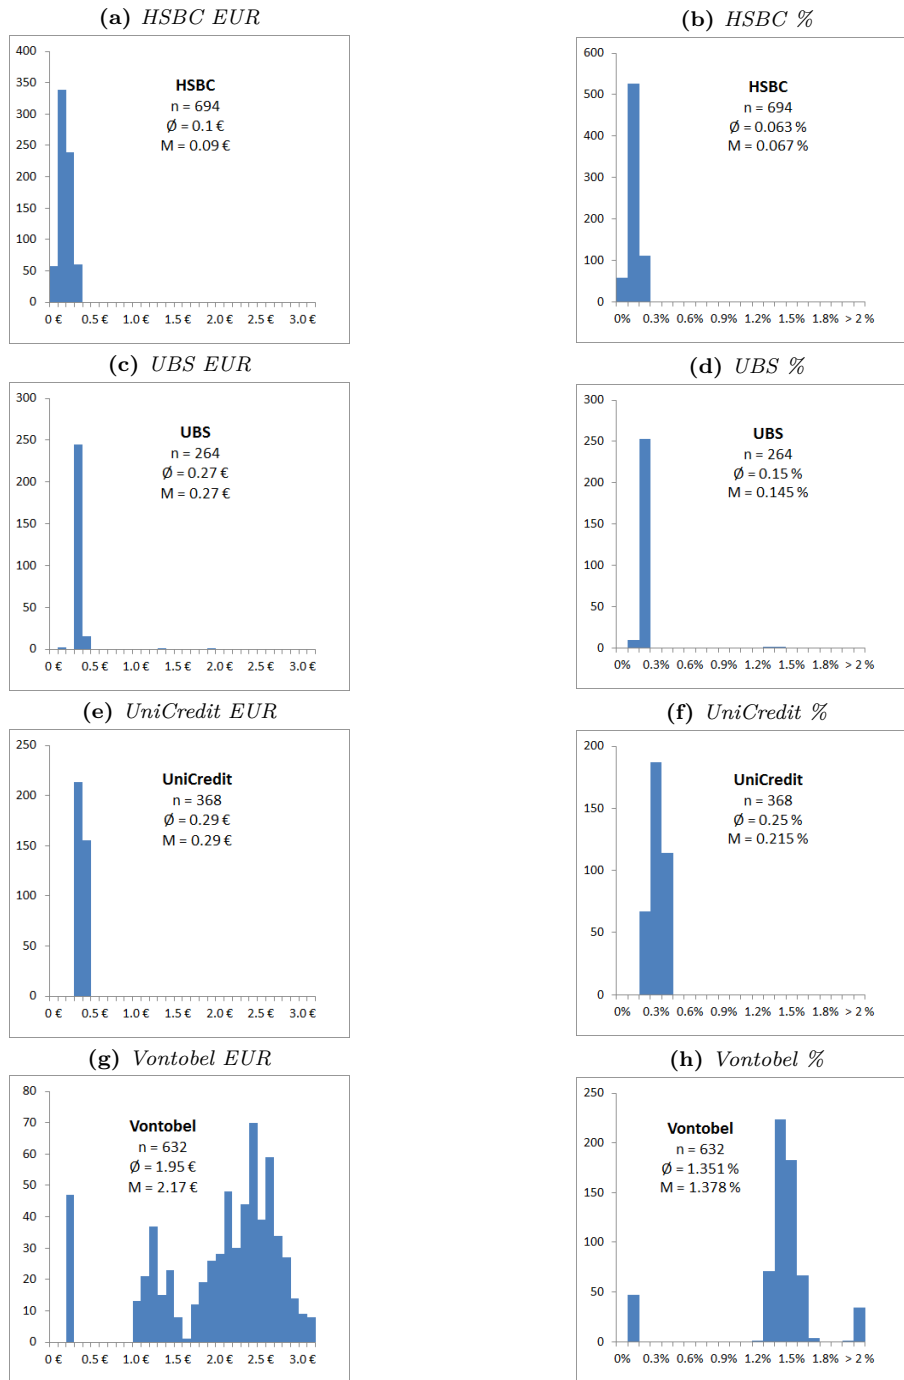 (a) HSBC EUR
400
350
300
250
200
150
100
50
0
HSBC
n = 694
Ø = 0.1 €
M = 0.09 €
0 € 0.5 € 1.0 € 1.5 € 2.0 € 2.5 € 3.0 €
(b) HSBC %
600
500
400
300
200
100
0
HSBC
n = 694
Ø = 0.063 %
M = 0.067 %
0% 0.3% 0.6% 0.9% 1.2% 1.5% 1.8% > 2 %
(c) UBS EUR
300
250
200
150
100
50
0
UBS
n = 264
Ø = 0.27 €
M = 0.27 €
0 € 0.5 € 1.0 € 1.5 € 2.0 € 2.5 € 3.0 €
(d) UBS %
300
250
200
150
100
50
0
UBS
n = 264
Ø = 0.15 %
M = 0.145 %
0% 0.3% 0.6% 0.9% 1.2% 1.5% 1.8% > 2 %
(e) UniCredit EUR
250
200
150
100
50
0
UniCredit
n = 368
Ø = 0.29 €
M = 0.29 €
0 € 0.5 € 1.0 € 1.5 € 2.0 € 2.5 € 3.0 €
(f) UniCredit %
200
150
100
50
0
UniCredit
n = 368
Ø = 0.25 %
M = 0.215 %
0% 0.3% 0.6% 0.9% 1.2% 1.5% 1.8% > 2 %
(g) Vontobel EUR
80
70
60
50
40
30
20
10
0
Vontobel
n = 632
Ø = 1.95 €
M = 2.17 €
0 € 0.5 € 1.0 € 1.5 € 2.0 € 2.5 € 3.0 €
(h) Vontobel %
250
200
150
100
50
0
Vontobel
n = 632
Ø = 1.351 %
M = 1.378 %
0% 0.3% 0.6% 0.9% 1.2% 1.5% 1.8% > 2 %